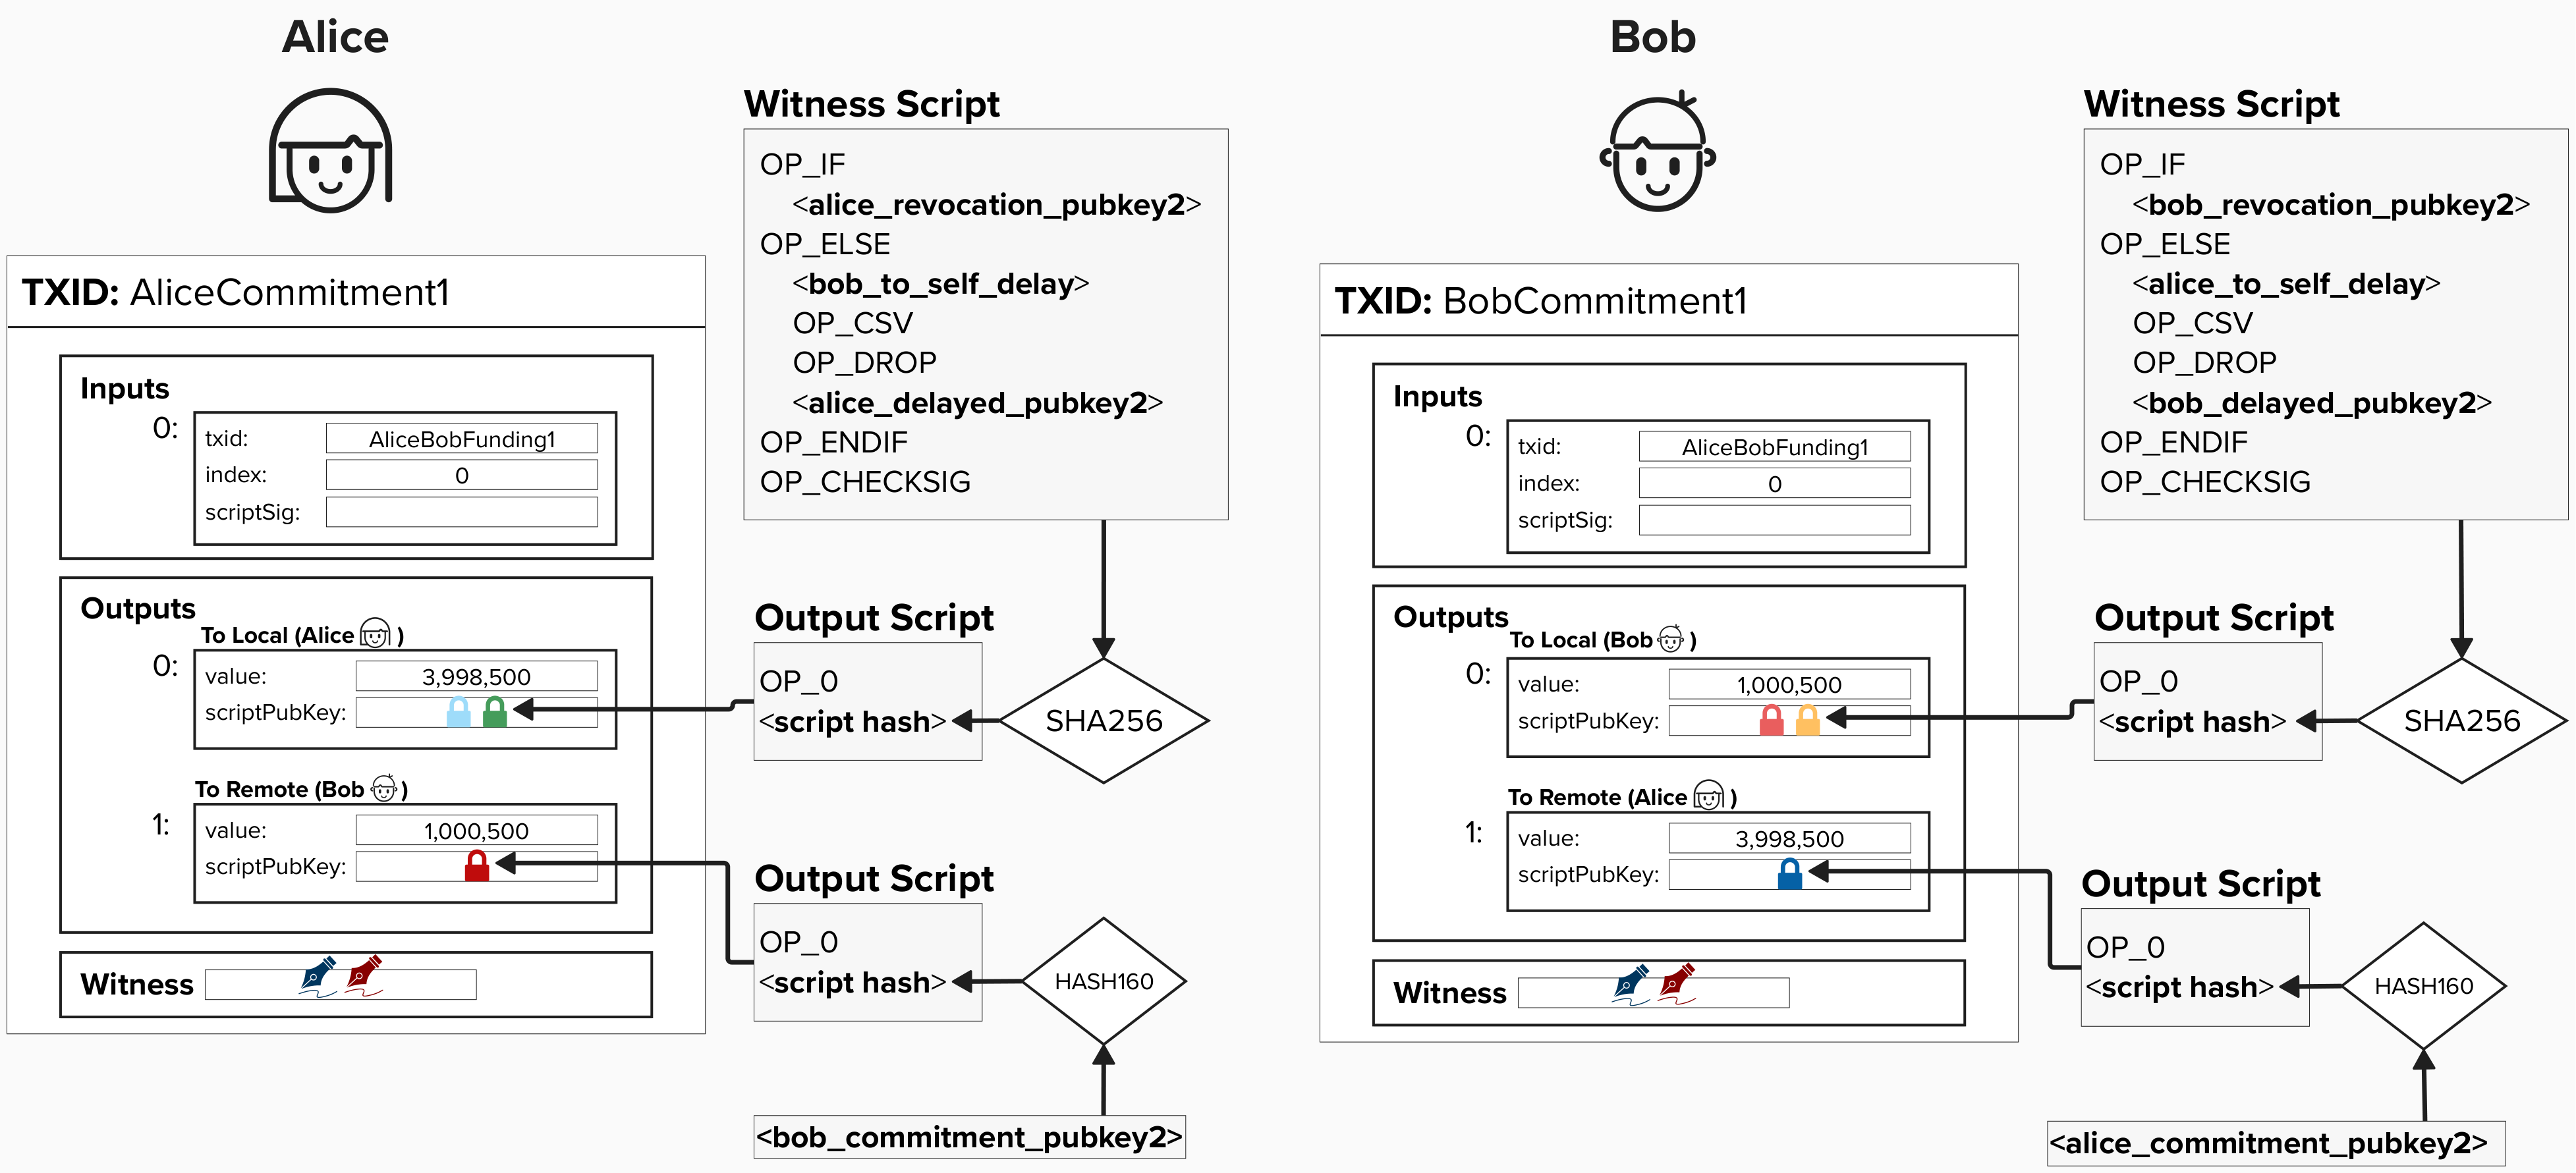 Alice
TXID: AliceCommitment1
Inputs
0:
txid: AliceBobFunding1
index: 0
scriptSig:
Outputs
To Local (Alice )
0:
value: 3,998,500
scriptPubKey:
To Remote (Bob )
1:
value: 1,000,500
scriptPubKey:
Witness
Witness Script
OP_IF
<alice_revocation_pubkey2>
OP_ELSE
<bob_to_self_delay>
OP_CSV
OP_DROP
<alice_delayed_pubkey2>
OP_ENDIF
OP_CHECKSIG
Output Script
OP_0
<script hash>
SHA256
Output Script
OP_0
<script hash>
HASH160
<bob_commitment_pubkey2>
Bob
TXID: BobCommitment1
Inputs
0:
txid: AliceBobFunding1
index: 0
scriptSig:
Outputs
To Local (Bob )
0:
value: 1,000,500
scriptPubKey:
To Remote (Alice )
1:
value: 3,998,500
scriptPubKey:
Witness
Witness Script
OP_IF
<bob_revocation_pubkey2>
OP_ELSE
<alice_to_self_delay>
OP_CSV
OP_DROP
<bob_delayed_pubkey2>
OP_ENDIF
OP_CHECKSIG
Output Script
OP_0
<script hash>
SHA256
Output Script
OP_0
<script hash>
HASH160
<alice_commitment_pubkey2>